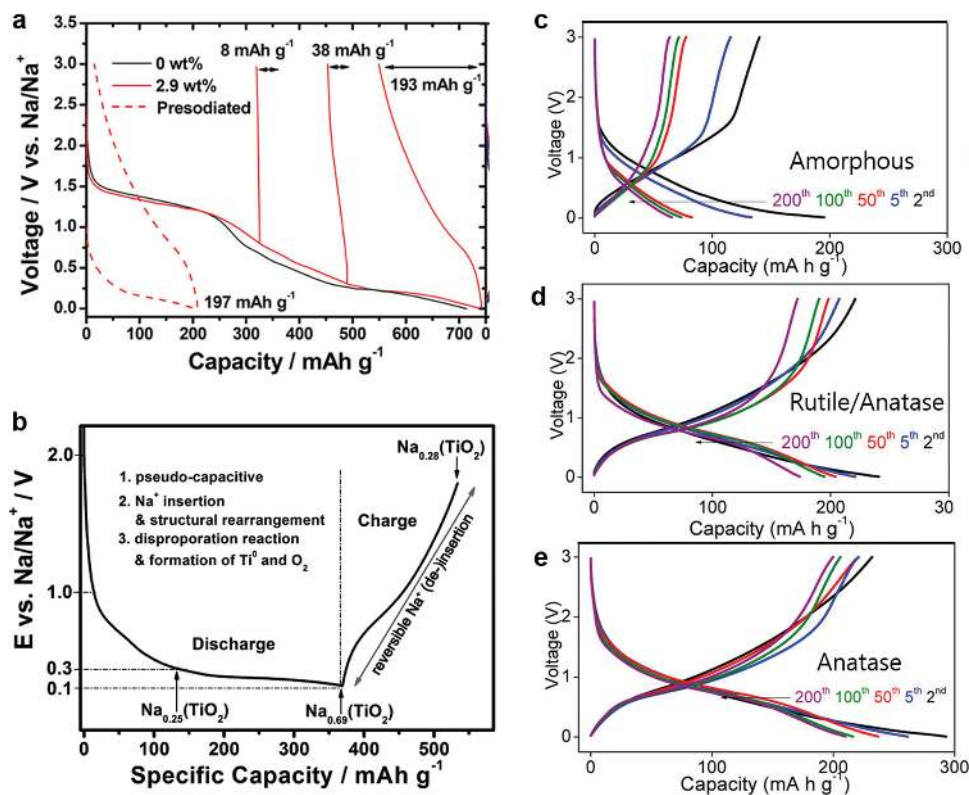 a
3.5
3.0
2.5
2.0
1.5
1.0
0.5
0.0
Voltage / V vs. Na/Na⁺
0 wt%
2.9 wt%
Presodiated
8 mAh g⁻¹
38 mAh g⁻¹
193 mAh g⁻¹
197 mAh g⁻¹
0 100 200 300 400 500 600 700 0
Capacity / mAh g⁻¹
b
E vs. Na/Na⁺ / V
2.0
1.0
0.3
0.1
1. pseudo-capacitive
2. Na⁺ insertion
& structural rearrangement
3. disproporation reaction
& formation of Ti⁰ and O₂
Na₀.₂₈(TiO₂)
Charge
reversible Na⁺ (de-)insertion
Discharge
Na₀.₂₅(TiO₂)
Na₀.₆₉(TiO₂)
0 100 200 300 400 500
Specific Capacity / mAh g⁻¹
c
Voltage (V)
3
2
1
0
Amorphous
200ᵗʰ 100ᵗʰ 50ᵗʰ 5ᵗʰ 2ⁿᵈ
0 100 200 300
Capacity (mA h g⁻¹)
d
Voltage (V)
3
2
1
0
Rutile/Anatase
200ᵗʰ 100ᵗʰ 50ᵗʰ 5ᵗʰ 2ⁿᵈ
0 100 200 30
Capacity (mA h g⁻¹)
e
Voltage (V)
3
2
1
0
Anatase
200ᵗʰ 100ᵗʰ 50ᵗʰ 5ᵗʰ 2ⁿᵈ
0 100 200 300
Capacity (mA h g⁻¹)